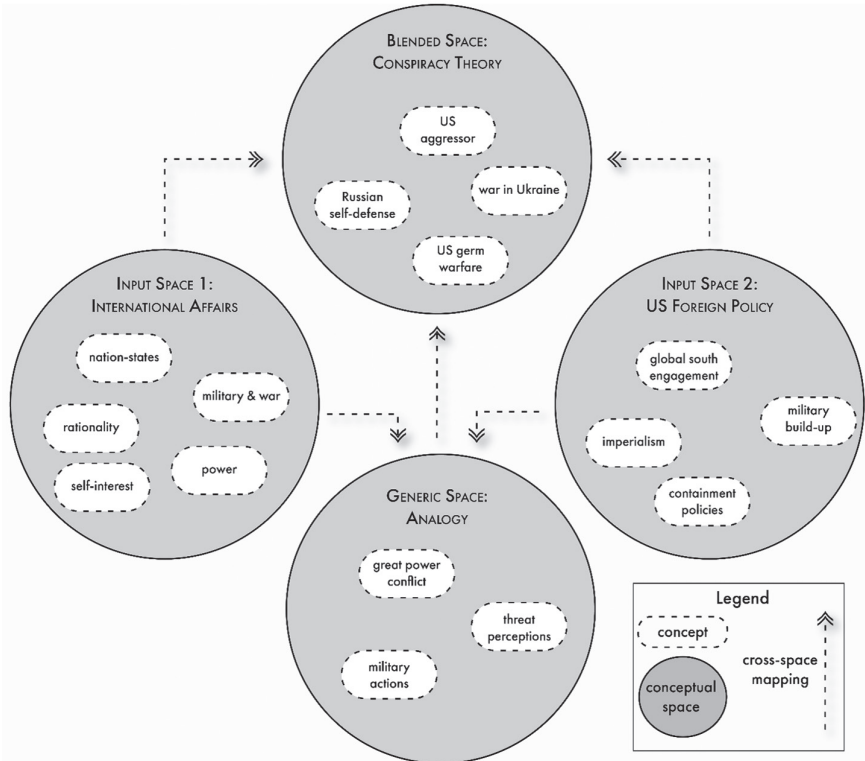 Blended Space:
Conspiracy Theory
US
aggressor
Russian
self-defense
war in Ukraine
US germ
warfare
Input Space 1:
International Affairs
nation-states
military & war
rationality
power
self-interest
Input Space 2:
US Foreign Policy
global south
engagement
military
build-up
imperialism
containment
policies
Generic Space:
Analogy
great power
conflict
threat
perceptions
military
actions
Legend
concept
cross-space
mapping
conceptual
space